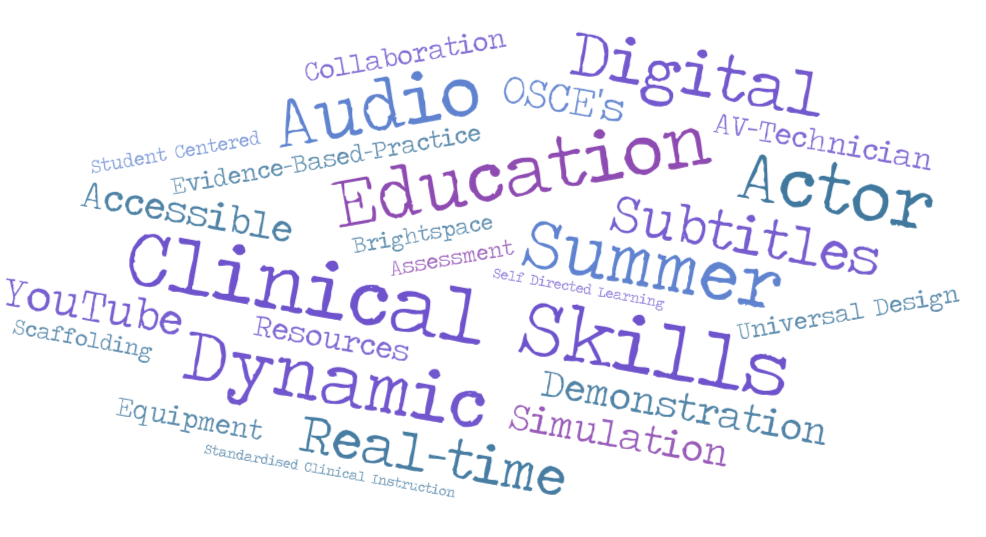 Collaboration
Digital
Audio
OSCE's
AV-Technician
Student Centered
Evidence-Based-Practice
Education
Actor
Accessible
Brightspace
Subtitles
Assessment
Summer
Clinical
Self Directed Learning
YouTube
Universal Design
Scaffolding
Resources
Skills
Dynamic
Demonstration
Equipment
Simulation
Real-time
Standardised Clinical Instruction